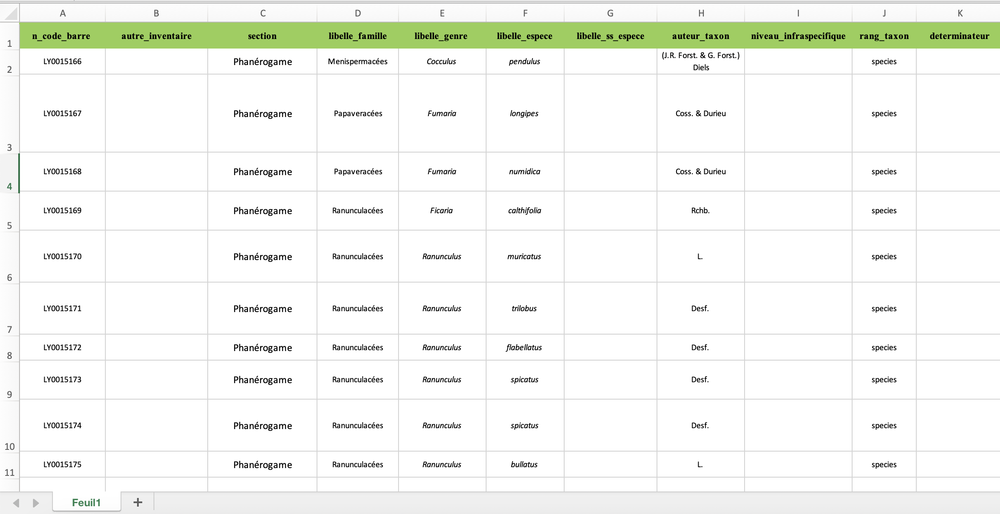 A B C D E F G H I J K
1 n_code_barre autre_inventaire section libelle_famille libelle_genre libelle_espece libelle_ss_espece auteur_taxon niveau_infraspecifique rang_taxon determinateur
2 LY0015166 Phanérogame Menispermacées Cocculus pendulus (J.R. Forst. & G. Forst.) Diels species
3 LY0015167 Phanérogame Papaveracées Fumaria longipes Coss. & Durieu species
4 LY0015168 Phanérogame Papaveracées Fumaria numidica Coss. & Durieu species
5 LY0015169 Phanérogame Ranunculacées Ficaria calthifolia Rchb. species
6 LY0015170 Phanérogame Ranunculacées Ranunculus muricatus L. species
7 LY0015171 Phanérogame Ranunculacées Ranunculus trilobus Desf. species
8 LY0015172 Phanérogame Ranunculacées Ranunculus flabellatus Desf. species
9 LY0015173 Phanérogame Ranunculacées Ranunculus spicatus Desf. species
10 LY0015174 Phanérogame Ranunculacées Ranunculus spicatus Desf. species
11 LY0015175 Phanérogame Ranunculacées Ranunculus bullatus L. species
Feuil1 +